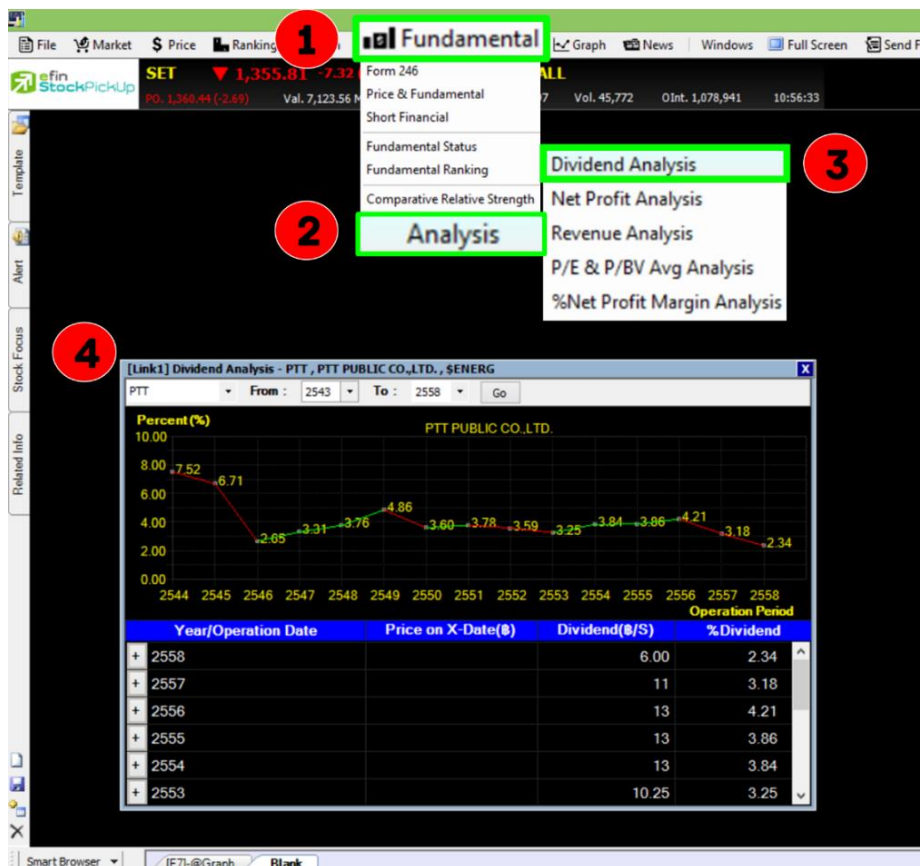 1 Fundamental
File Market $ Price Ranking Graph News Windows Full Screen Send F
efin StockPickUp
SET ▼ 1,355.81 -7.32
PO. 1,360.44 (-2.69) Val. 7,123.56 Vol. 45,772 OInt. 1,078,941 10:56:33
Form 246
Price & Fundamental
Short Financial
Fundamental Status
Fundamental Ranking
Comparative Relative Strength
2 Analysis
Dividend Analysis 3
Net Profit Analysis
Revenue Analysis
P/E & P/BV Avg Analysis
%Net Profit Margin Analysis
Template
Alert
Stock Focus
Related Info
4
[Link1] Dividend Analysis - PTT , PTT PUBLIC CO.,LTD. , $ENERG X
PTT From : 2543 To : 2558 Go
Percent(%)
PTT PUBLIC CO.,LTD.
10.00
8.00
6.00
4.00
2.00
0.00
7.52 6.71 2.65 3.31 3.76 4.86 3.60 3.78 3.59 3.25 3.84 3.86 4.21 3.18 2.34
2544 2545 2546 2547 2548 2549 2550 2551 2552 2553 2554 2555 2556 2557 2558
Operation Period
Year/Operation Date Price on X-Date(฿) Dividend(฿/S) %Dividend
+ 2558 6.00 2.34
+ 2557 11 3.18
+ 2556 13 4.21
+ 2555 13 3.86
+ 2554 13 3.84
+ 2553 10.25 3.25
Smart Browser [F7]-@Graph Blank